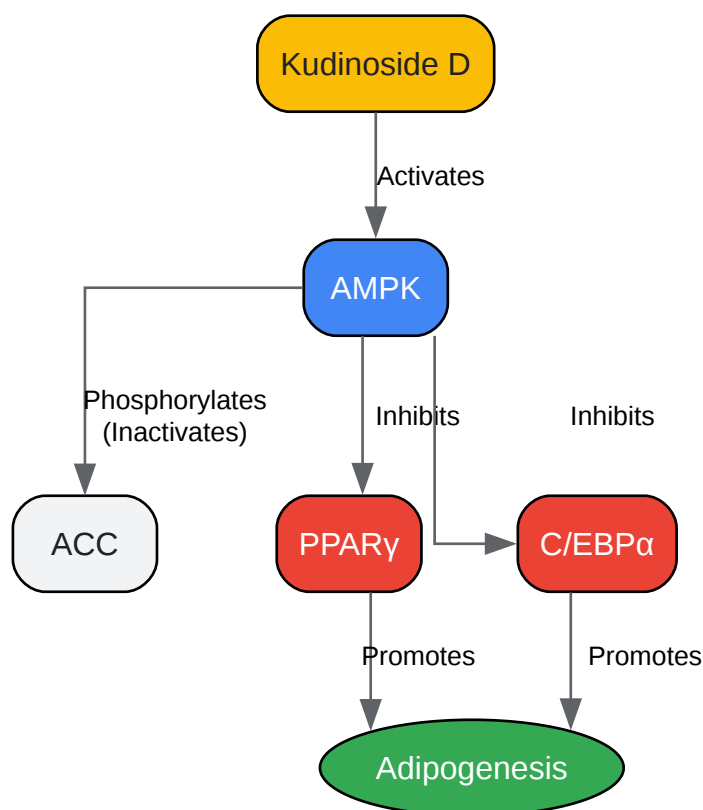 Kudinoside D
Activates
AMPK
Phosphorylates
(Inactivates)
Inhibits
Inhibits
ACC
PPARγ
C/EBPα
Promotes
Promotes
Adipogenesis